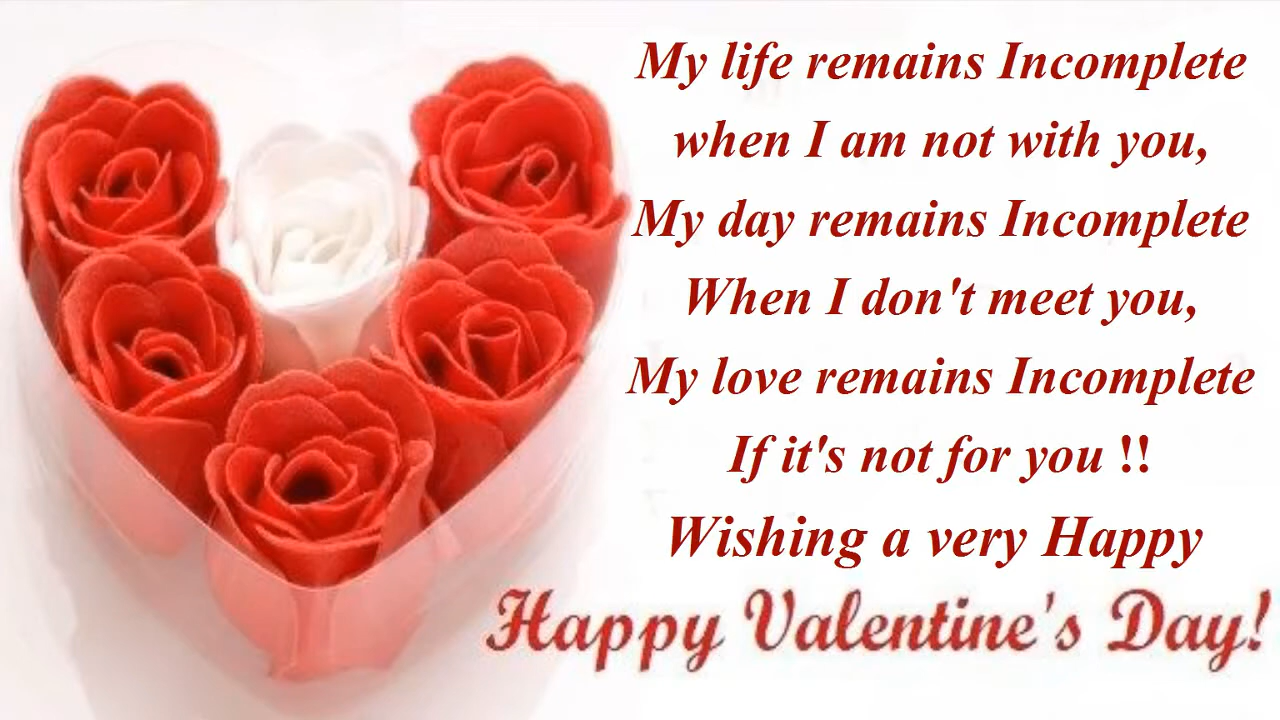 My life remains Incomplete
when I am not with you,
My day remains Incomplete
When I don't meet you,
My love remains Incomplete
If it's not for you !!
Wishing a very Happy
Happy Valentine's Day!